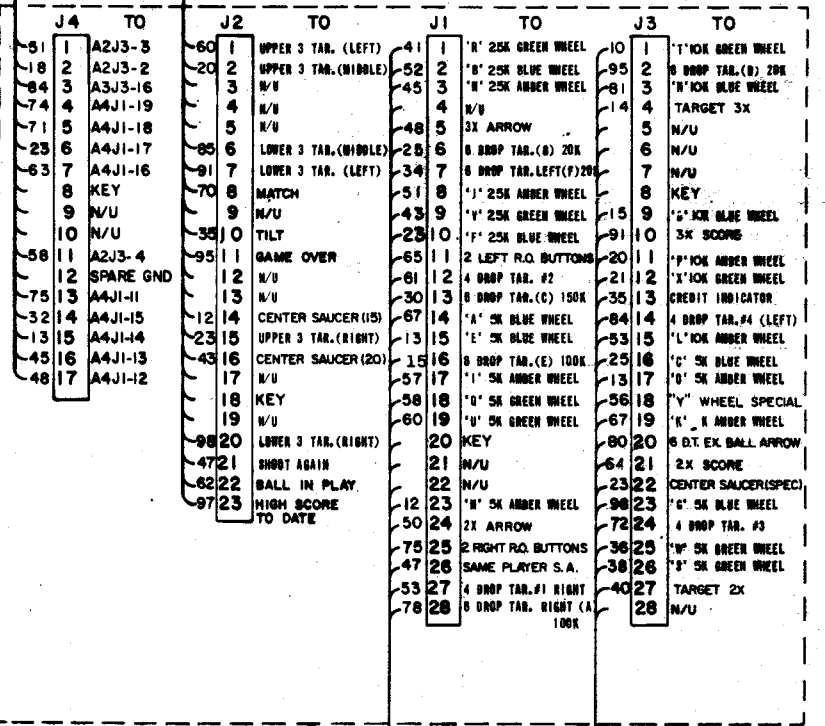 J4 TO
51 1 A2J3-3
18 2 A2J3-2
84 3 A3J3-16
74 4 A4J1-19
71 5 A4J1-18
23 6 A4J1-17
63 7 A4J1-16
8 KEY
9 N/U
10 N/U
58 11 A2J3-4
12 SPARE GND
75 13 A4J1-11
32 14 A4J1-15
13 15 A4J1-14
45 16 A4J1-13
48 17 A4J1-12
J2 TO
60 1 UPPER 3 TAR. (LEFT)
20 2 UPPER 3 TAR.(MIDDLE)
3 N/U
4 N/U
5 N/U
85 6 LOWER 3 TAR.(MIDDLE)
91 7 LOWER 3 TAR. (LEFT)
70 8 MATCH
9 N/U
35 10 TILT
95 11 GAME OVER
12 N/U
13 N/U
12 14 CENTER SAUCER (15)
23 15 UPPER 3 TAR.(RIGHT)
43 16 CENTER SAUCER (20)
17 N/U
18 KEY
19 N/U
98 20 LOWER 3 TAR.(RIGHT)
47 21 SHOOT AGAIN
62 22 BALL IN PLAY
97 23 HIGH SCORE
TO DATE
J1 TO
41 1 'R' 25K GREEN WHEEL
52 2 'B' 25K BLUE WHEEL
45 3 25K AMBER WHEEL
4 N/U
48 5 3X ARROW
25 6 6 DROP TAR.(B) 20K
34 7 6 DROP TAR.LEFT(F)20K
51 8 'J' 25K AMBER WHEEL
43 9 'V' 25K GREEN WHEEL
23 10 'F' 25K BLUE WHEEL
65 11 2 LEFT R.O. BUTTONS
61 12 4 DROP TAR. #2
30 13 6 DROP TAR.(C) 150K
67 14 'A' 5K BLUE WHEEL
13 15 'E' 5K BLUE WHEEL
15 16 6 DROP TAR.(E) 100K
57 17 'I' 5K AMBER WHEEL
58 18 'Q' 5K GREEN WHEEL
60 19 'U' 5K GREEN WHEEL
20 KEY
21 N/U
22 N/U
12 23 'M' 5K AMBER WHEEL
50 24 2X ARROW
75 25 2 RIGHT R.O. BUTTONS
47 26 SAME PLAYER S.A.
53 27 4 DROP TAR.#1 RIGHT
78 28 6 DROP TAR. RIGHT (A
100K
J3 TO
10 1 'T' 10K GREEN WHEEL
95 2 6 DROP TAR.(D) 20K
81 3 'H' 10K BLUE WHEEL
14 4 TARGET 3X
5 N/U
6 N/U
7 N/U
8 KEY
15 9 10K BLUE WHEEL
91 10 3X SCORE
20 11 'P' 10K AMBER WHEEL
21 12 'X' 10K GREEN WHEEL
35 13 CREDIT INDICATOR
84 14 4 DROP TAR.#4 (LEFT)
53 15 'L' 10K AMBER WHEEL
25 16 'C' 5K BLUE WHEEL
13 17 'O' 5K AMBER WHEEL
56 18 "Y" WHEEL SPECIAL
67 19 'K' K AMBER WHEEL
80 20 6 D.T. EX. BALL ARROW
64 21 2X SCORE
23 22 CENTER SAUCER(SPEC)
98 23 'G' 5K BLUE WHEEL
72 24 4 DROP TAR. #3
36 25 'W' 5K GREEN WHEEL
38 26 'S' 5K GREEN WHEEL
40 27 TARGET 2X
28 N/U